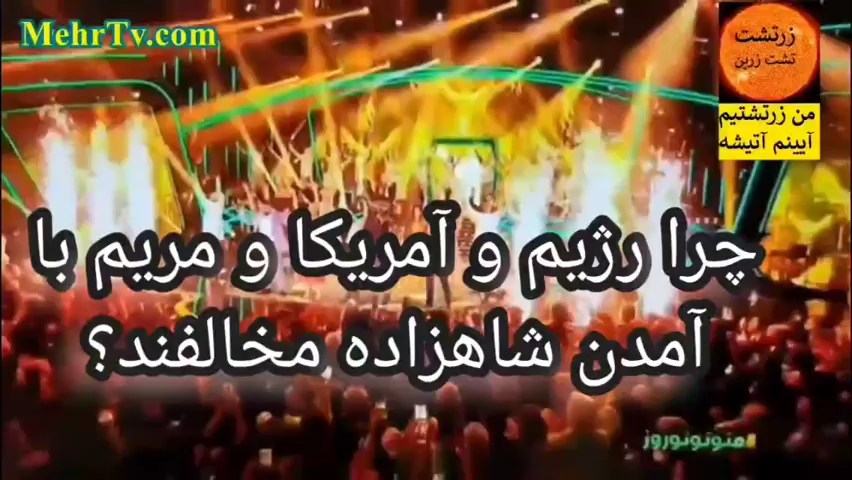 MehrTv.com
زرتشت
تشت زرین
من زرتشتیم
آیینم آتیشه
چرا رژیم و آمریکا و مریم با
آمدن شاهزاده مخالفند؟
#منوتونوروز